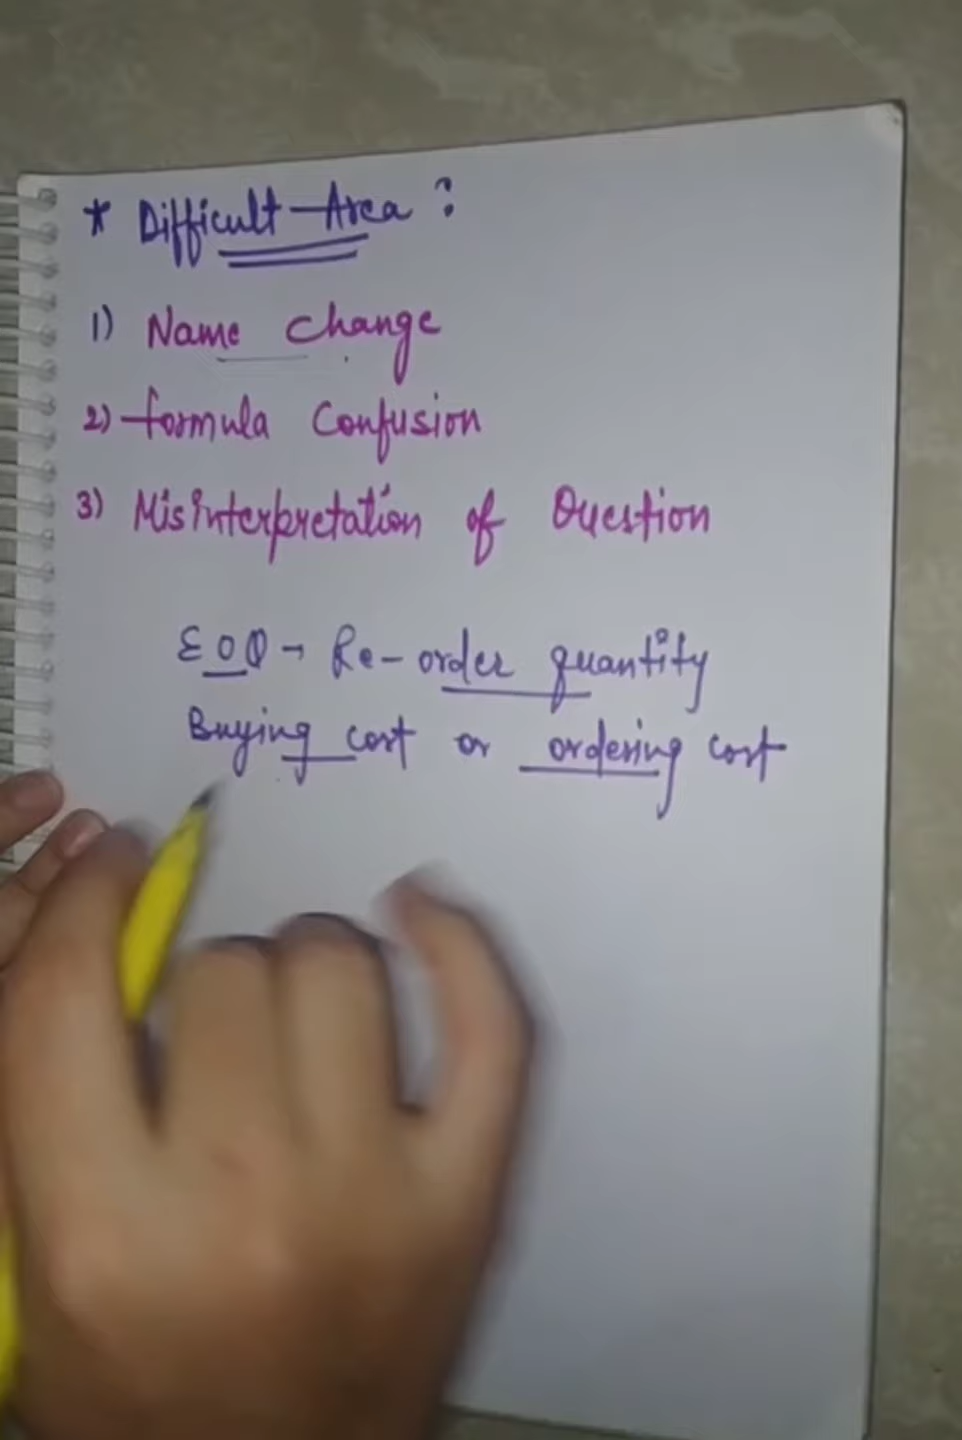 * Difficult Area :
1) Name change
2) formula Confusion
3) Misinterpretation of Question
EOQ → Re-order quantity
Buying cost or ordering cost